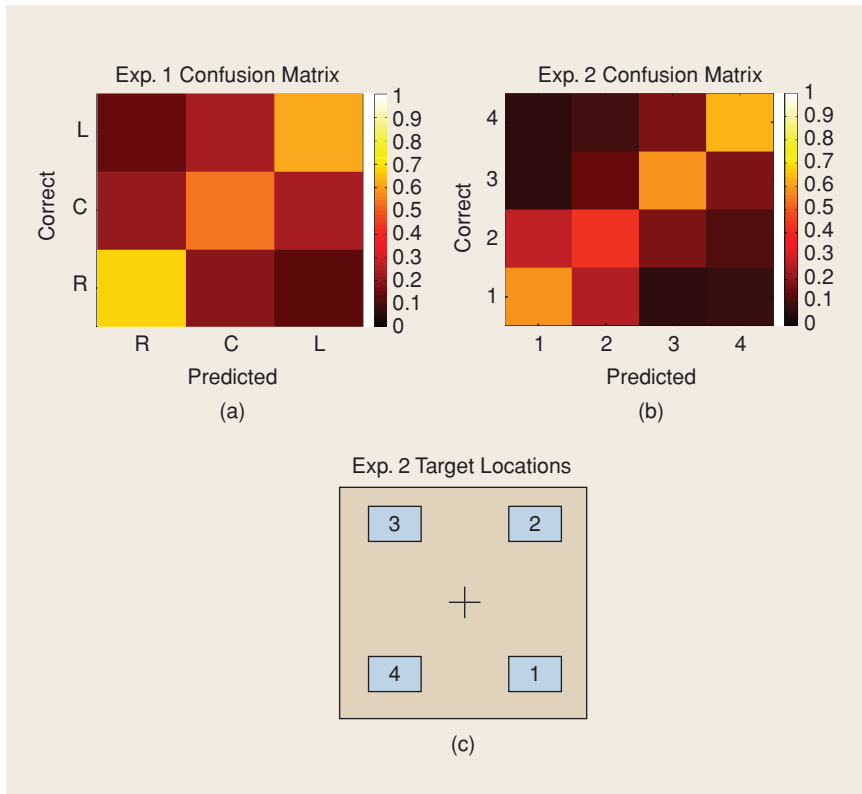 Exp. 1 Confusion Matrix
L
C
R
Correct
R C L
Predicted
1
0.9
0.8
0.7
0.6
0.5
0.4
0.3
0.2
0.1
0
(a)
Exp. 2 Confusion Matrix
4
3
2
1
Correct
1 2 3 4
Predicted
1
0.9
0.8
0.7
0.6
0.5
0.4
0.3
0.2
0.1
0
(b)
Exp. 2 Target Locations
3 2
4 1
(c)